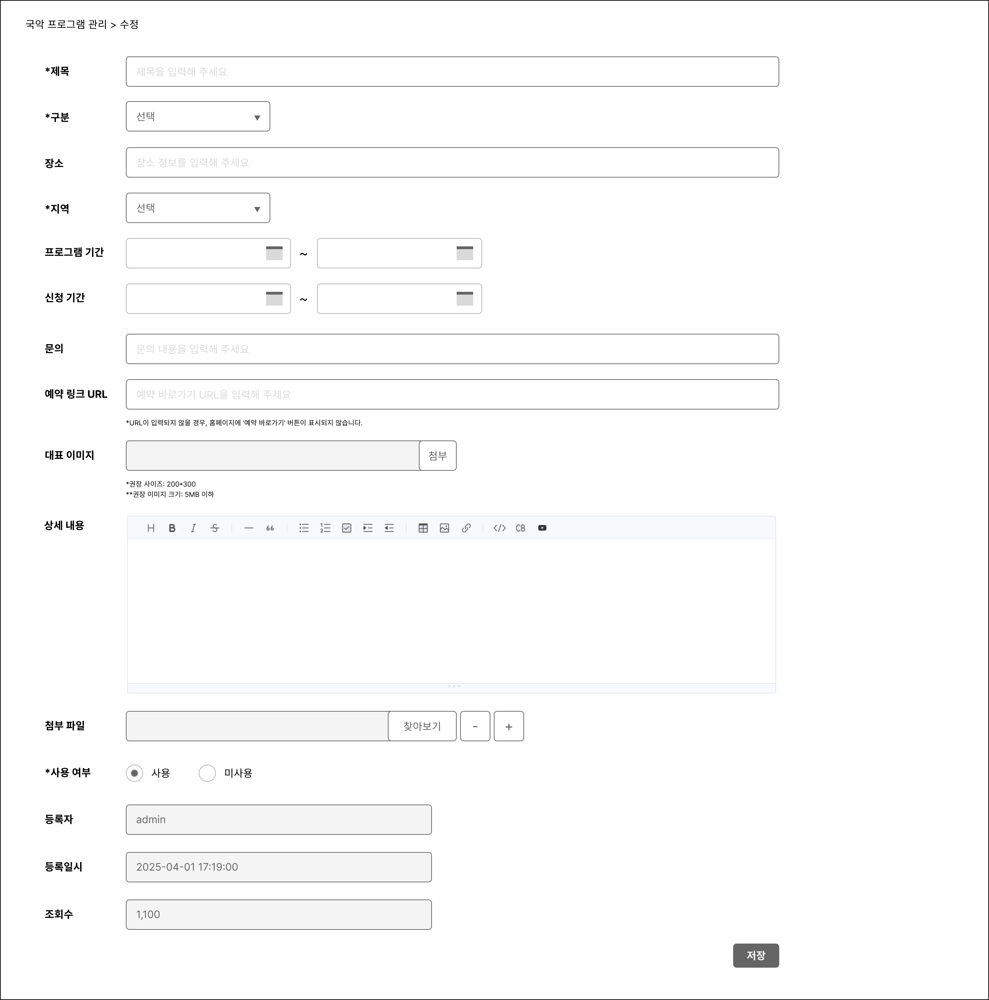 국악 프로그램 관리 > 수정
*제목
제목을 입력해 주세요
*구분
선택 ▼
장소
장소 정보를 입력해 주세요
*지역
선택 ▼
프로그램 기간
~
신청 기간
~
문의
문의 내용을 입력해 주세요
예약 링크 URL
예약 바로가기 URL을 입력해 주세요
*URL이 입력되지 않을 경우, 홈페이지에 ‘예약 바로가기‘ 버튼이 표시되지 않습니다.
대표 이미지
첨부
*권장 사이즈: 200*300
**권장 이미지 크기: 5MB 이하
상세 내용
H B I S — 66 </> CB
첨부 파일
찾아보기 - +
*사용 여부
사용 미사용
등록자
admin
등록일시
2025-04-01 17:19:00
조회수
1,100
저장